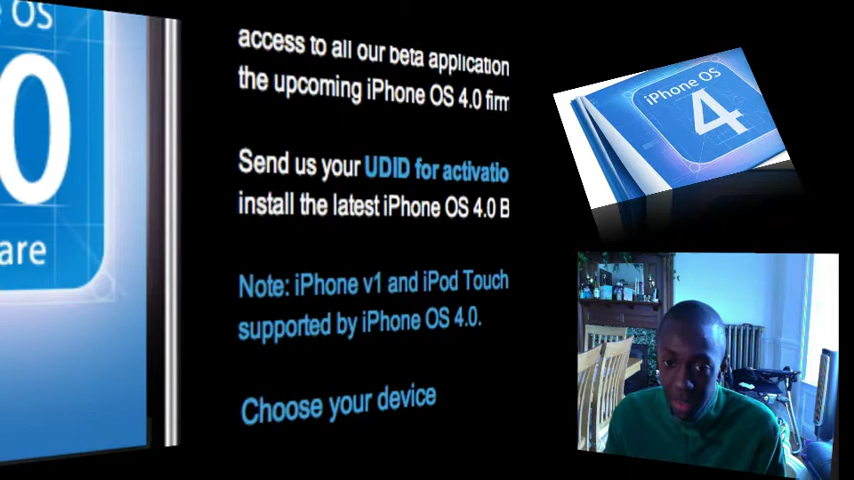 e OS
0
are
access to all our beta application
the upcoming iPhone OS 4.0 firm
Send us your UDID for activatio
install the latest iPhone OS 4.0 B
Note: iPhone v1 and iPod Touch
supported by iPhone OS 4.0.
Choose your device
iPhone OS
4